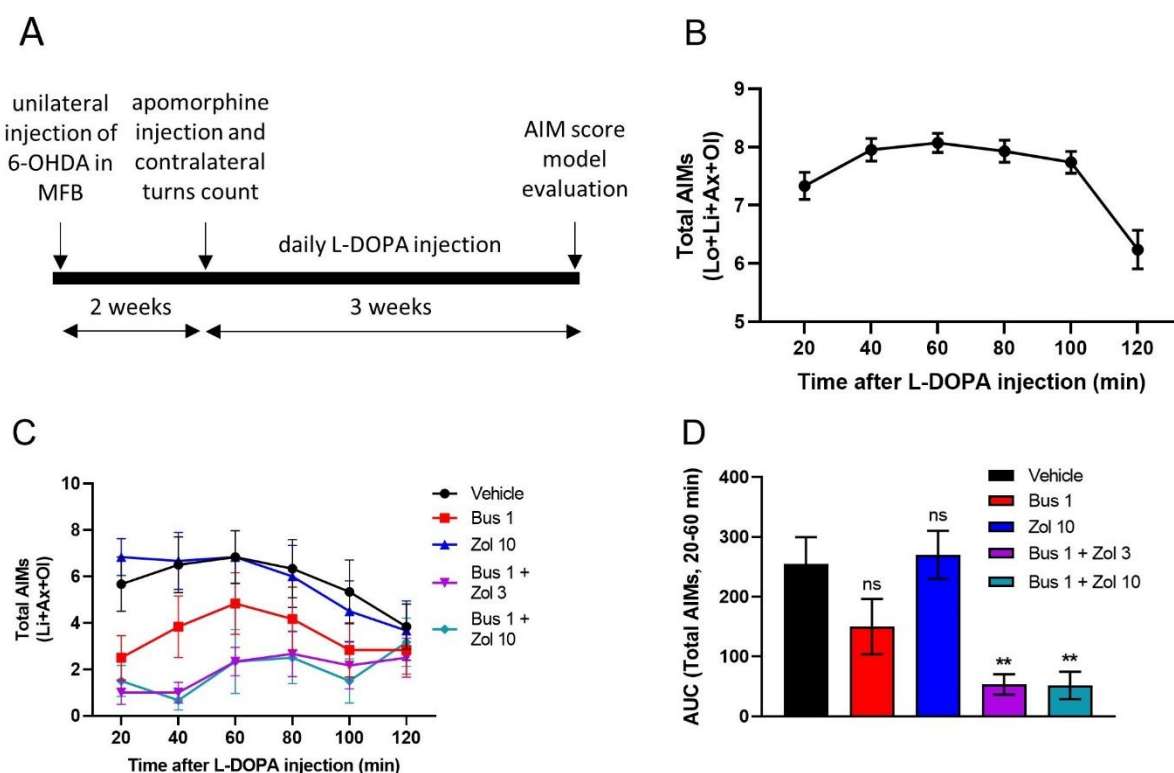 A
unilateral
injection of
6-OHDA in
MFB
apomorphine
injection and
contralateral
turns count
AIM score
model
evaluation
daily L-DOPA injection
2 weeks
3 weeks
B
Total AIMs
(Lo+Li+Ax+Ol)
9
8
7
6
5
20
40
60
80
100
120
Time after L-DOPA injection (min)
C
Total AIMs
(Li+Ax+Ol)
10
8
6
4
2
0
20
40
60
80
100
120
Time after L-DOPA injection (min)
Vehicle
Bus 1
Zol 10
Bus 1 +
Zol 3
Bus 1 +
Zol 10
D
AUC (Total AIMs, 20-60 min)
400
300
200
100
0
ns
ns
**
**
Vehicle
Bus 1
Zol 10
Bus 1 + Zol 3
Bus 1 + Zol 10